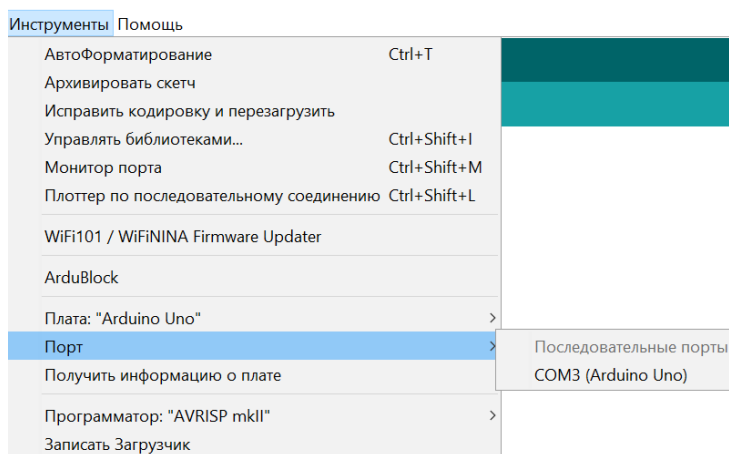 Инструменты Помощь
АвтоФорматирование Ctrl+T
Архивировать скетч
Исправить кодировку и перезагрузить
Управлять библиотеками... Ctrl+Shift+I
Монитор порта Ctrl+Shift+M
Плоттер по последовательному соединению Ctrl+Shift+L
WiFi101 / WiFiNINA Firmware Updater
ArduBlock
Плата: "Arduino Uno"
Порт
Последовательные порты
Получить информацию о плате
COM3 (Arduino Uno)
Программатор: "AVRISP mkII"
Записать Загрузчик